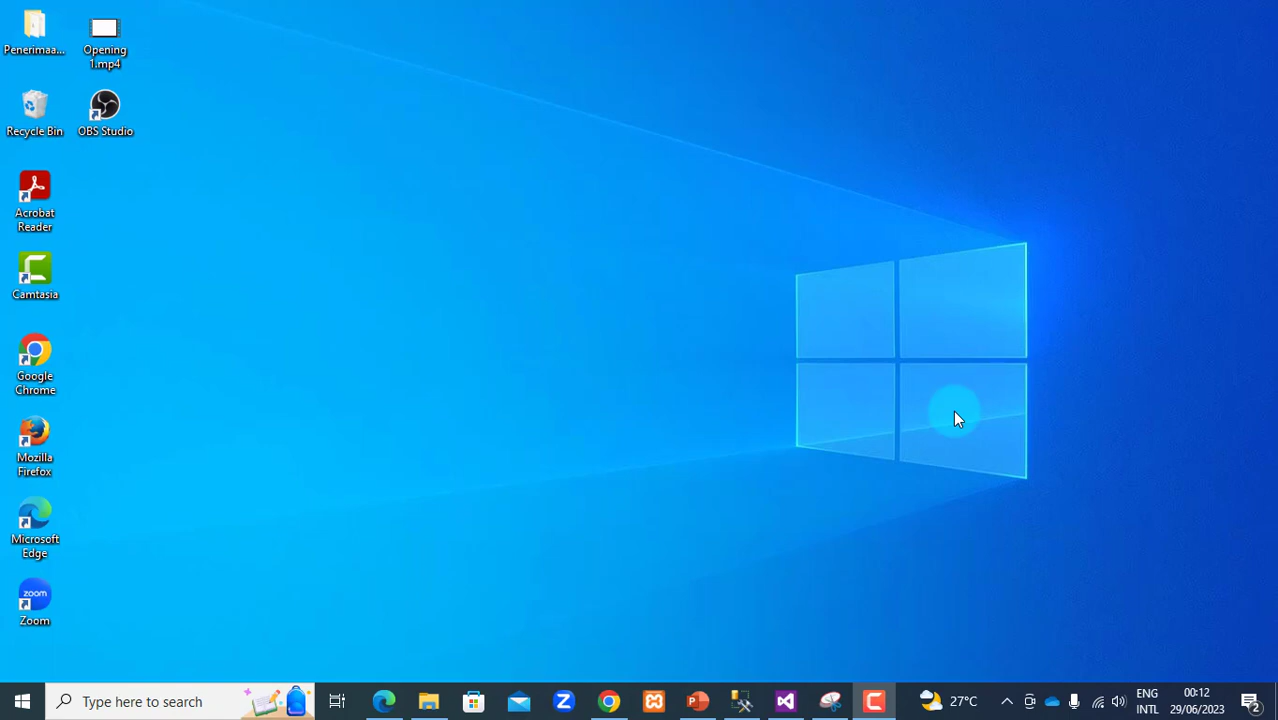 Penerimaa...
Opening
1.mp4
Recycle Bin
OBS Studio
Acrobat
Reader
Camtasia
Google
Chrome
Mozilla
Firefox
Microsoft
Edge
zoom
Zoom
Type here to search
27°C
ENG
INTL
00:12
29/06/2023
2